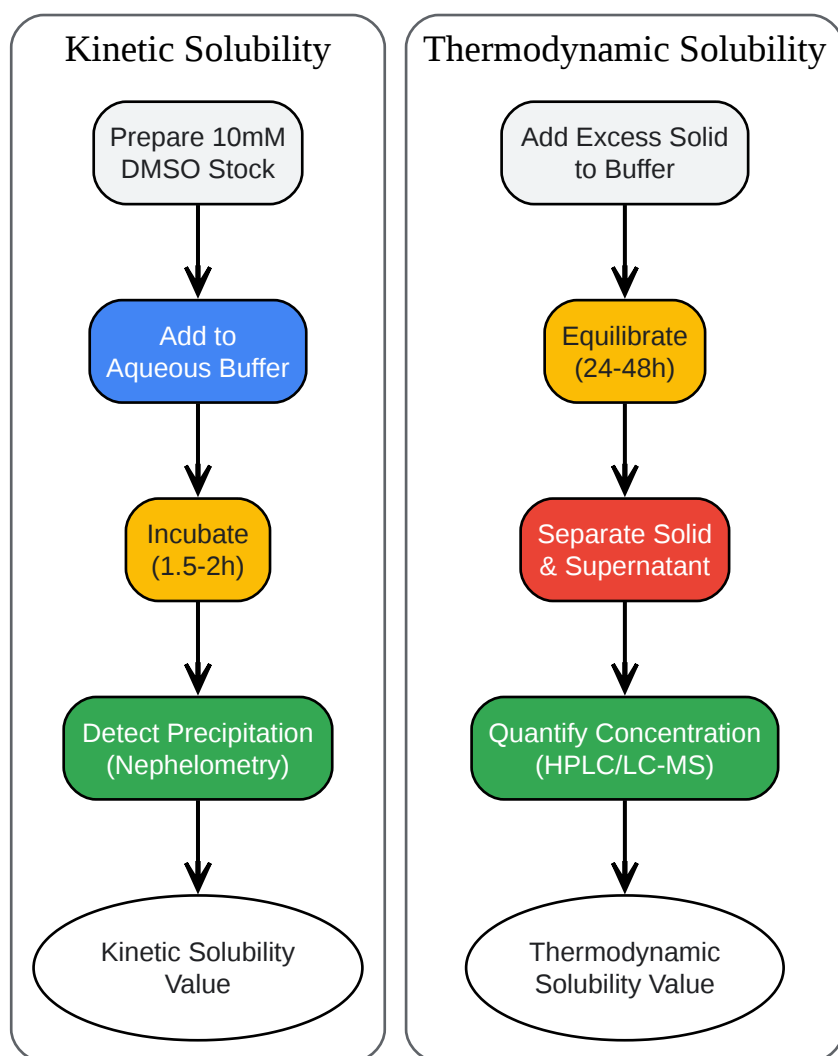 Kinetic Solubility
Prepare 10mM
DMSO Stock
Add to
Aqueous Buffer
Incubate
(1.5-2h)
Detect Precipitation
(Nephelometry)
Kinetic Solubility
Value
Thermodynamic Solubility
Add Excess Solid
to Buffer
Equilibrate
(24-48h)
Separate Solid
& Supernatant
Quantify Concentration
(HPLC/LC-MS)
Thermodynamic
Solubility Value